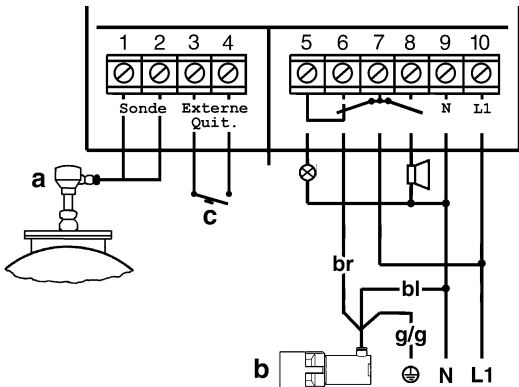 1 2 3 4 5 6 7 8 9 10
Sonde Externe N L1
Quit.
a
c
br
bl
g/g
b N L1